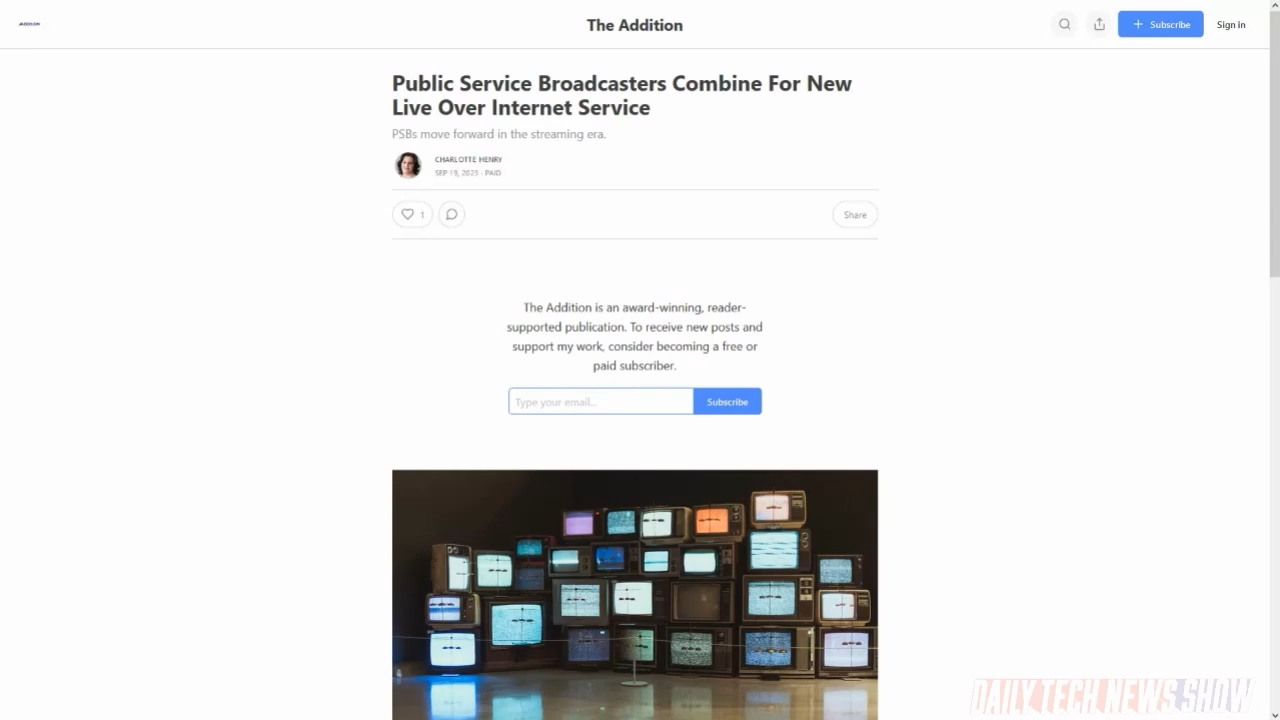 ADDITION
The Addition
Subscribe
Sign in
Public Service Broadcasters Combine For New
Live Over Internet Service
PSBs move forward in the streaming era.
CHARLOTTE HENRY
SEP 19, 2023 · PAID
1
Share
The Addition is an award-winning, reader-
supported publication. To receive new posts and
support my work, consider becoming a free or
paid subscriber.
Type your email...
Subscribe
DAILY TECH NEWS SHOW